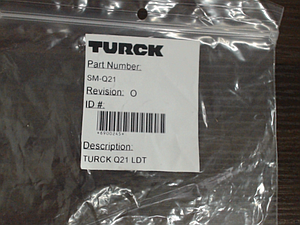 TURCK
Part Number:
SM-Q21
Revision: O
ID #:
Description:
TURCK Q21 LDT